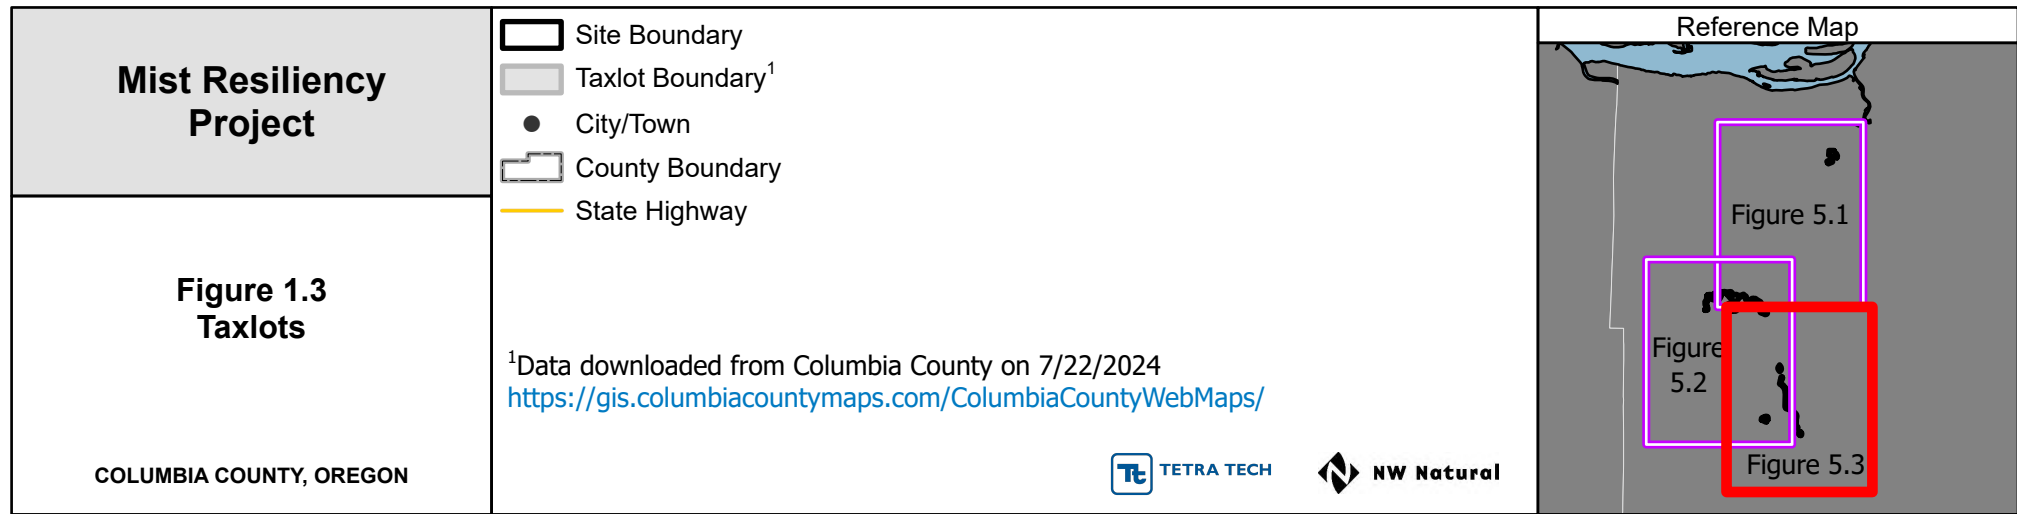 Mist Resiliency
Project
Figure 1.3
Taxlots
COLUMBIA COUNTY, OREGON
Site Boundary
Taxlot Boundary1
City/Town
County Boundary
State Highway
1Data downloaded from Columbia County on 7/22/2024
https://gis.columbiacountymaps.com/ColumbiaCountyWebMaps/
Tt TETRA TECH
NW Natural
Reference Map
Figure 5.1
Figure
5.2
Figure 5.3